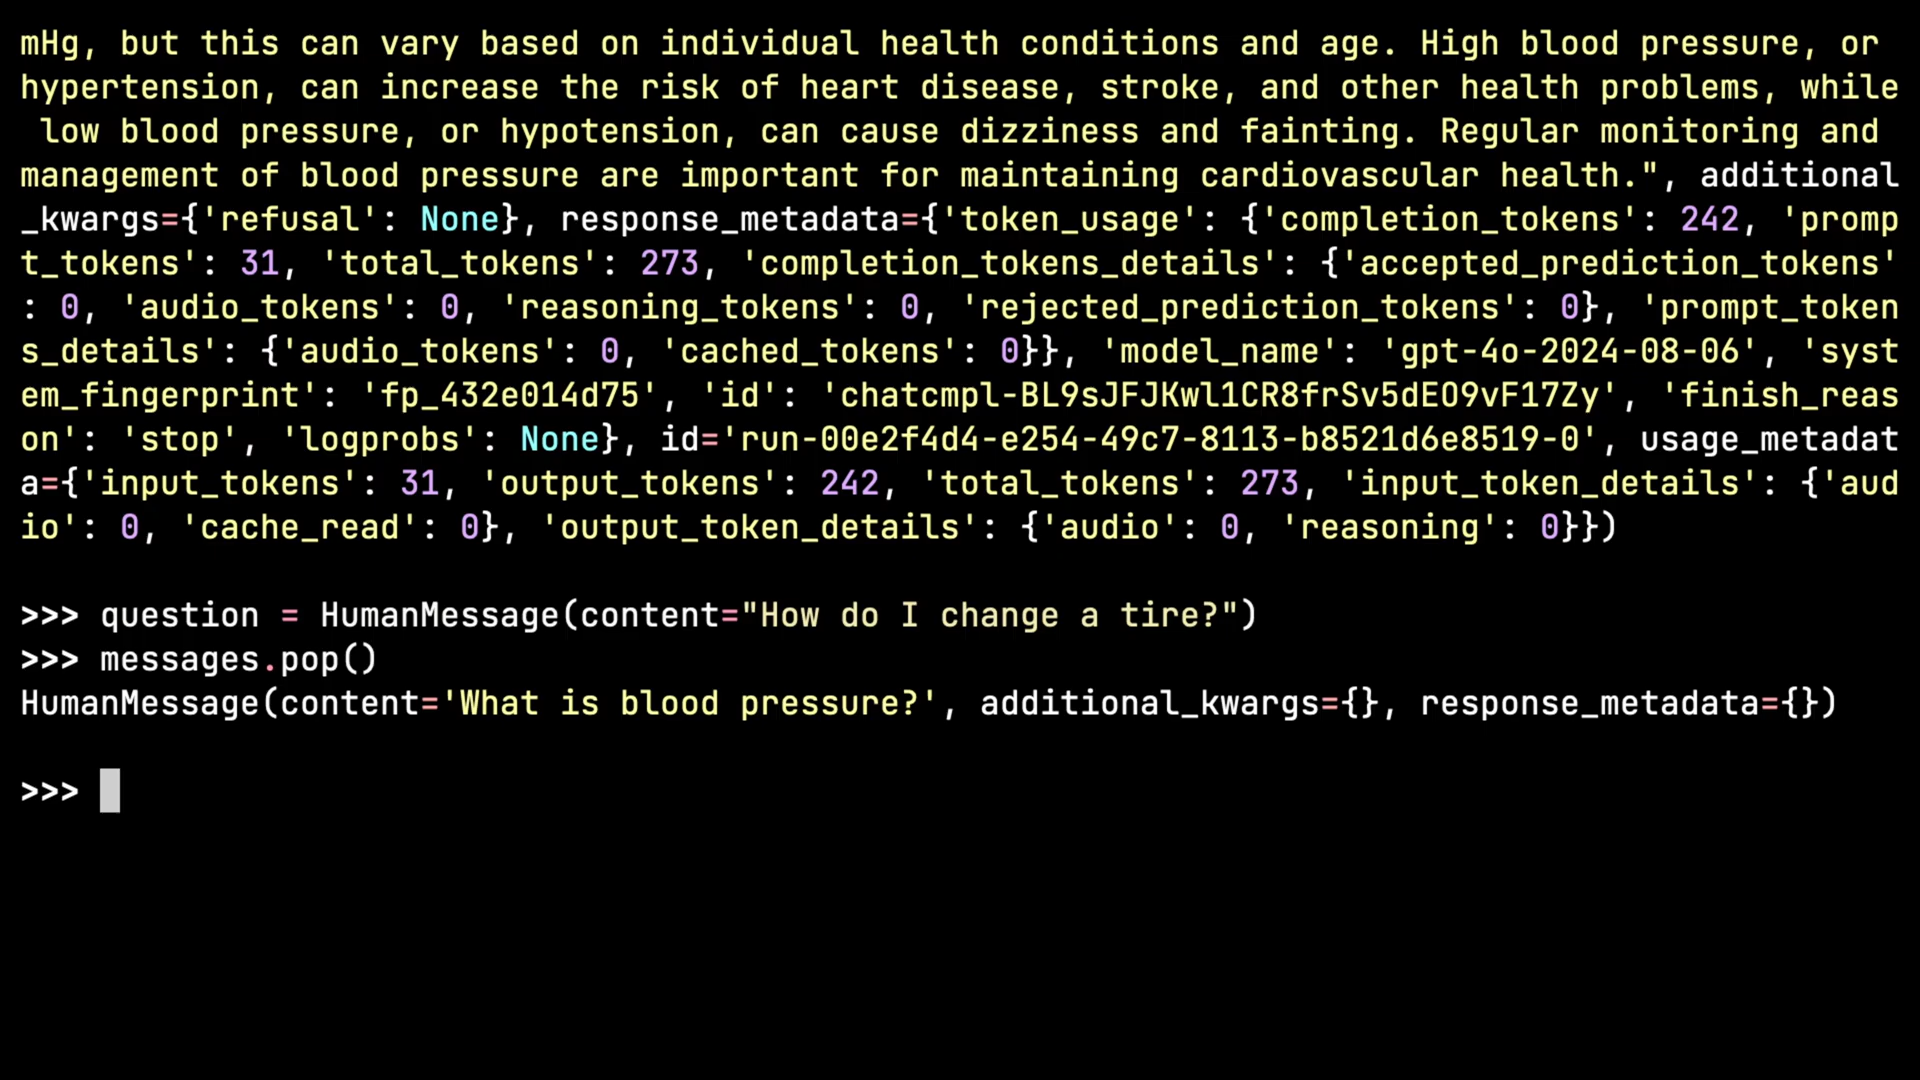 mHg, but this can vary based on individual health conditions and age. High blood pressure, or
hypertension, can increase the risk of heart disease, stroke, and other health problems, while
 low blood pressure, or hypotension, can cause dizziness and fainting. Regular monitoring and
management of blood pressure are important for maintaining cardiovascular health.", additional
_kwargs={'refusal': None}, response_metadata={'token_usage': {'completion_tokens': 242, 'promp
t_tokens': 31, 'total_tokens': 273, 'completion_tokens_details': {'accepted_prediction_tokens'
: 0, 'audio_tokens': 0, 'reasoning_tokens': 0, 'rejected_prediction_tokens': 0}, 'prompt_token
s_details': {'audio_tokens': 0, 'cached_tokens': 0}}, 'model_name': 'gpt-4o-2024-08-06', 'syst
em_fingerprint': 'fp_432e014d75', 'id': 'chatcmpl-BL9sJFJKwl1CR8frSv5dEO9vF17Zy', 'finish_reas
on': 'stop', 'logprobs': None}, id='run-00e2f4d4-e254-49c7-8113-b8521d6e8519-0', usage_metadat
a={'input_tokens': 31, 'output_tokens': 242, 'total_tokens': 273, 'input_token_details': {'aud
io': 0, 'cache_read': 0}, 'output_token_details': {'audio': 0, 'reasoning': 0}})
>>> question = HumanMessage(content="How do I change a tire?")
>>> messages.pop()
HumanMessage(content='What is blood pressure?', additional_kwargs={}, response_metadata={})
>>>